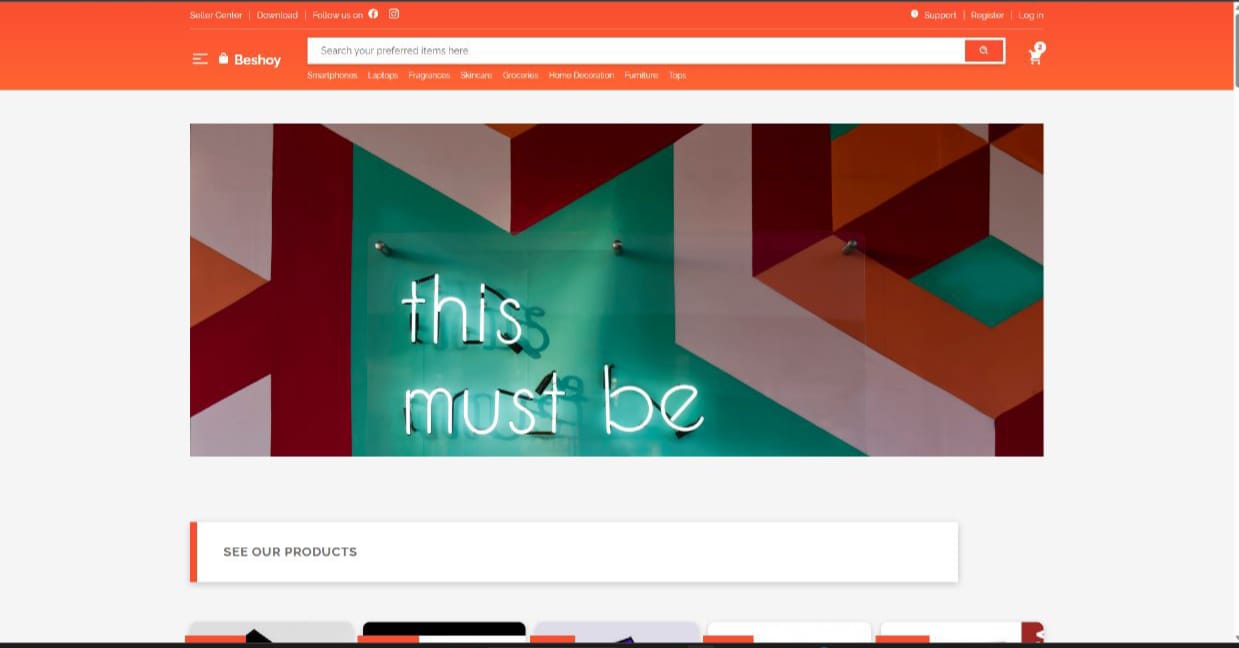 Seller Center | Download | Follow us on
Support | Register | Log in
Beshoy
Search your preferred items here
2
Smartphones Laptops Fragrances Skincare Groceries Home Decoration Furniture Tops
this
must be
SEE OUR PRODUCTS